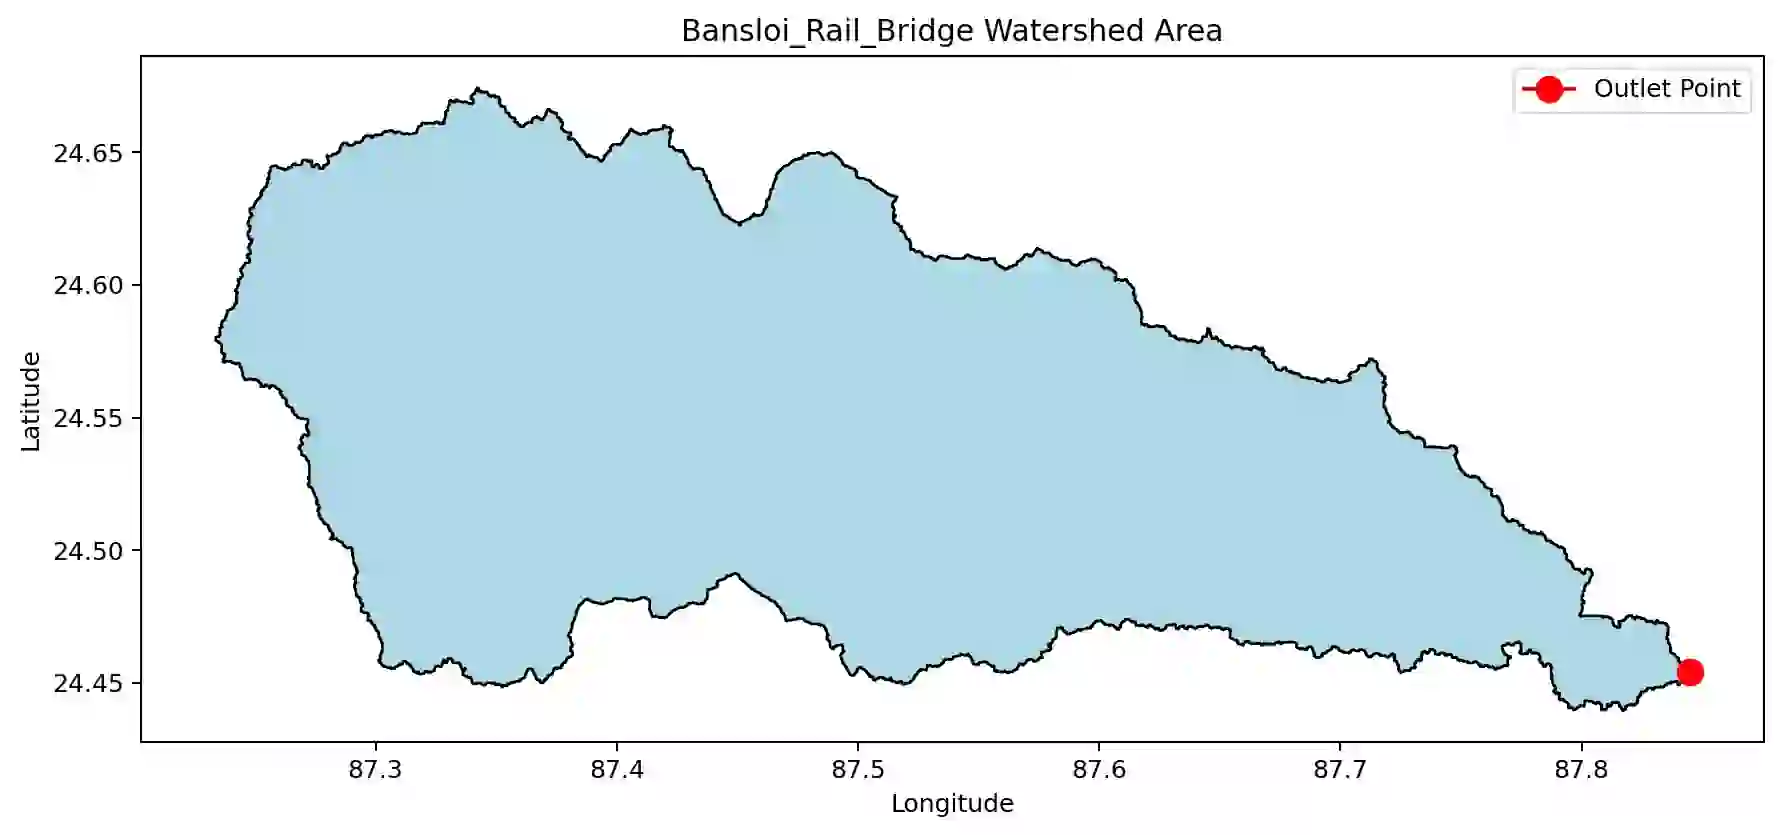 Bansloi_Rail_Bridge Watershed Area
Outlet Point
24.65
24.60
24.55
24.50
24.45
Latitude
87.3 87.4 87.5 87.6 87.7 87.8
Longitude